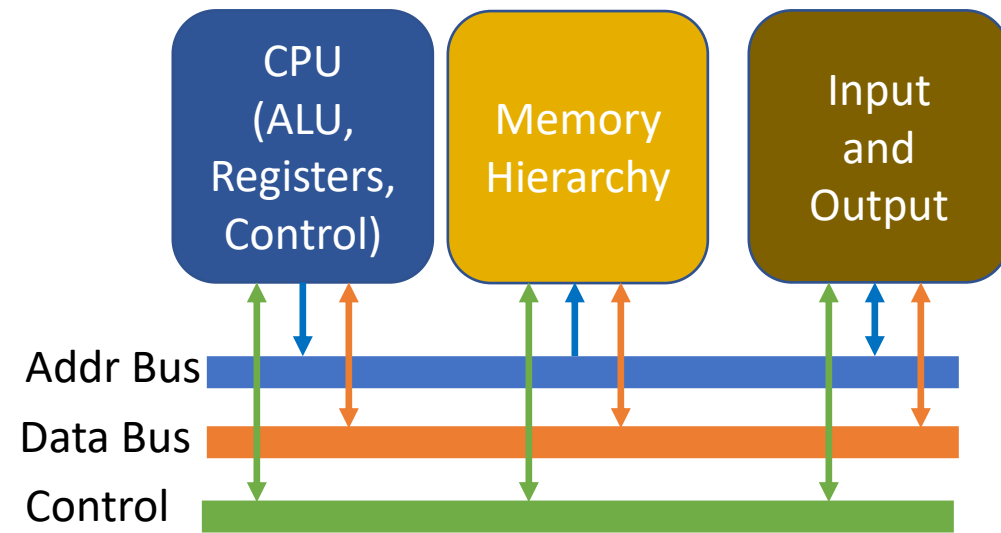 CPU
(ALU,
Registers,
Control)
Memory
Hierarchy
Input
and
Output
Addr Bus
Data Bus
Control